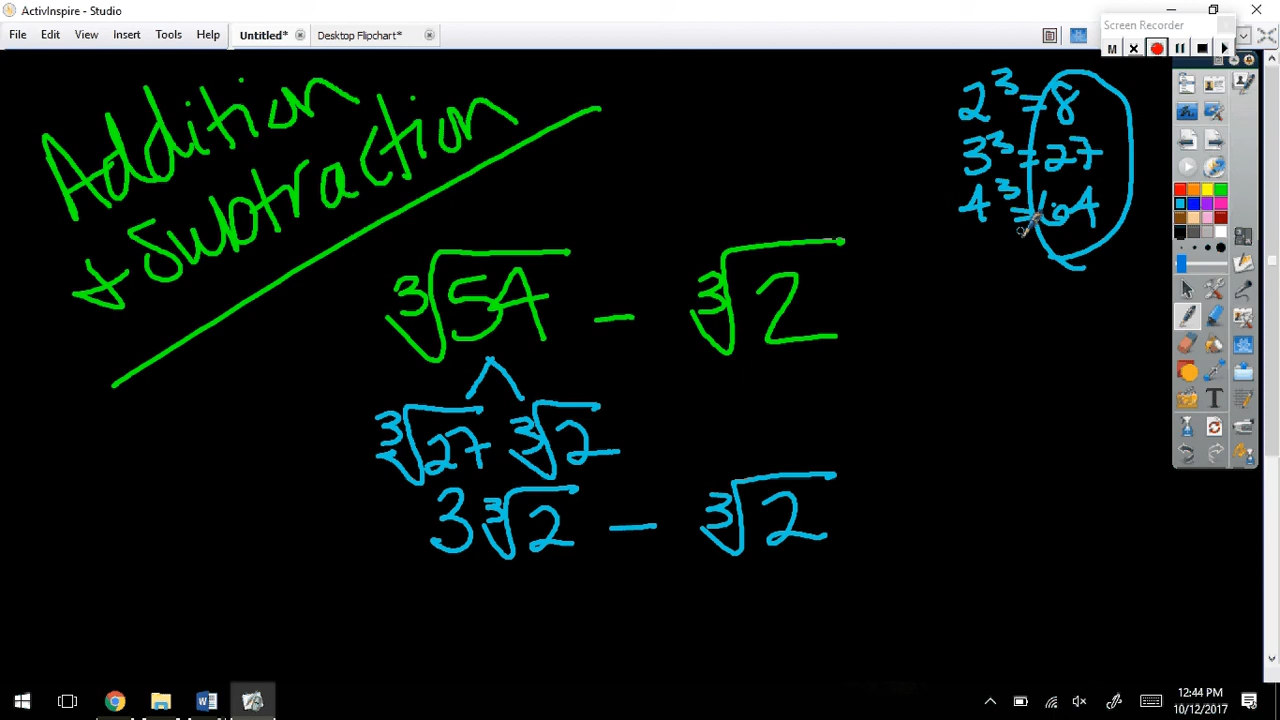 ActivInspire - Studio
Screen Recorder
File Edit View Insert Tools Help
Untitled* Desktop Flipchart*
M
Addition
+ Subtraction
2³ = 8
3³ = 27
4³ = 64
∛54 - ∛2
∛27 ∛2
3∛2 - ∛2
T
12:44 PM
10/12/2017